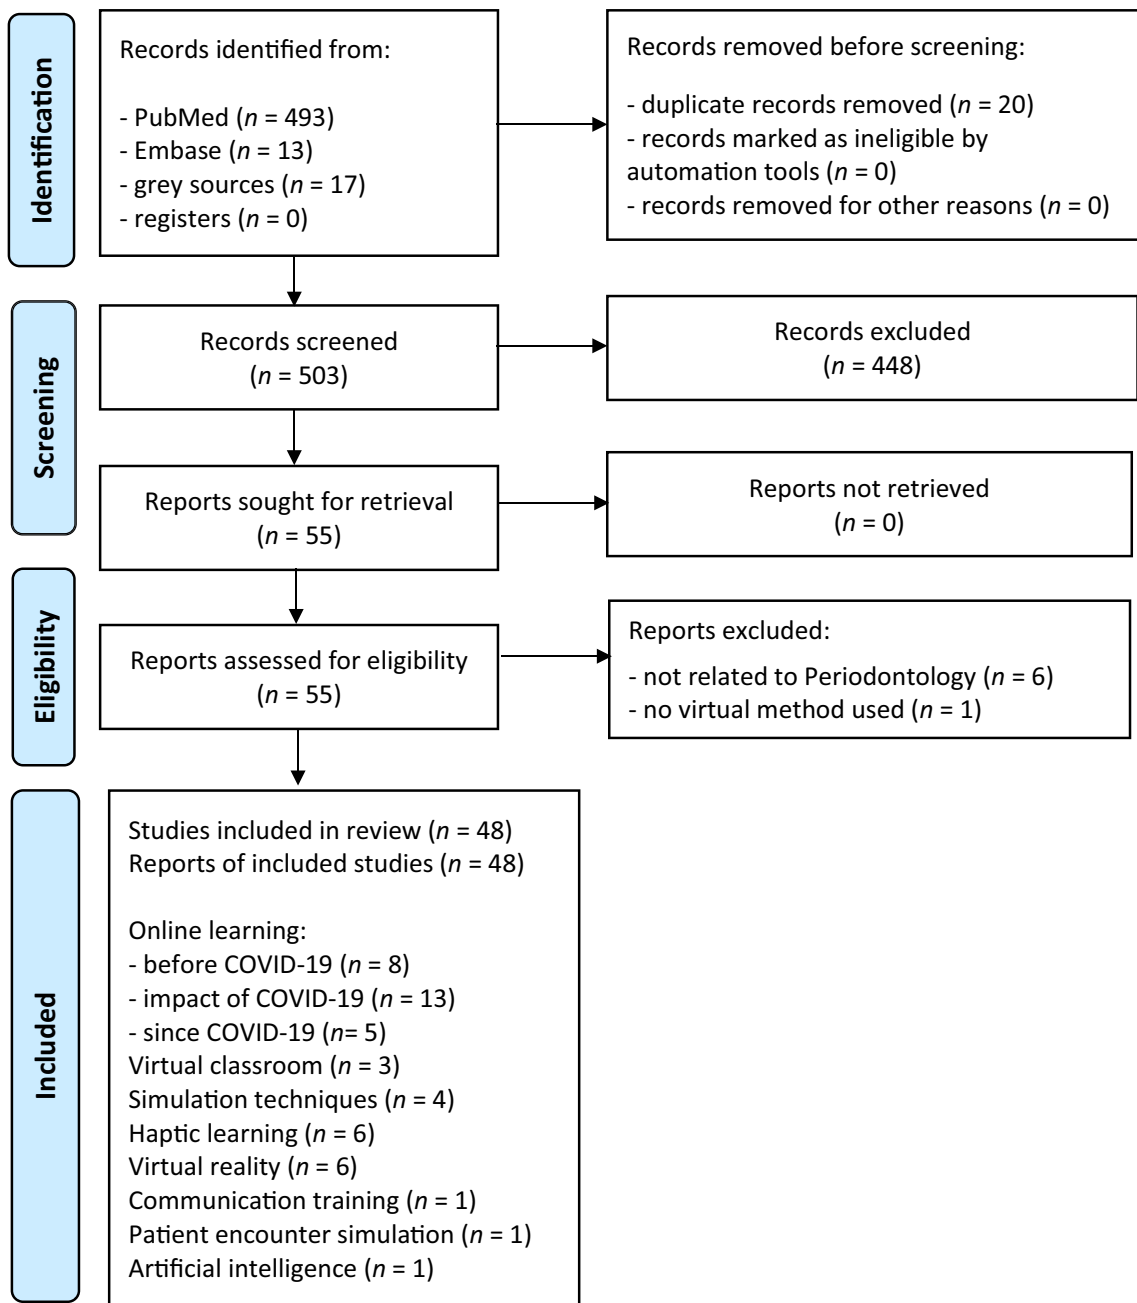 Identification
Records identified from:
- PubMed (n = 493)
- Embase (n = 13)
- grey sources (n = 17)
- registers (n = 0)
Records removed before screening:
- duplicate records removed (n = 20)
- records marked as ineligible by
automation tools (n = 0)
- records removed for other reasons (n = 0)
Screening
Records screened
(n = 503)
Records excluded
(n = 448)
Reports sought for retrieval
(n = 55)
Reports not retrieved
(n = 0)
Eligibility
Reports assessed for eligibility
(n = 55)
Reports excluded:
- not related to Periodontology (n = 6)
- no virtual method used (n = 1)
Included
Studies included in review (n = 48)
Reports of included studies (n = 48)
Online learning:
- before COVID-19 (n = 8)
- impact of COVID-19 (n = 13)
- since COVID-19 (n= 5)
Virtual classroom (n = 3)
Simulation techniques (n = 4)
Haptic learning (n = 6)
Virtual reality (n = 6)
Communication training (n = 1)
Patient encounter simulation (n = 1)
Artificial intelligence (n = 1)